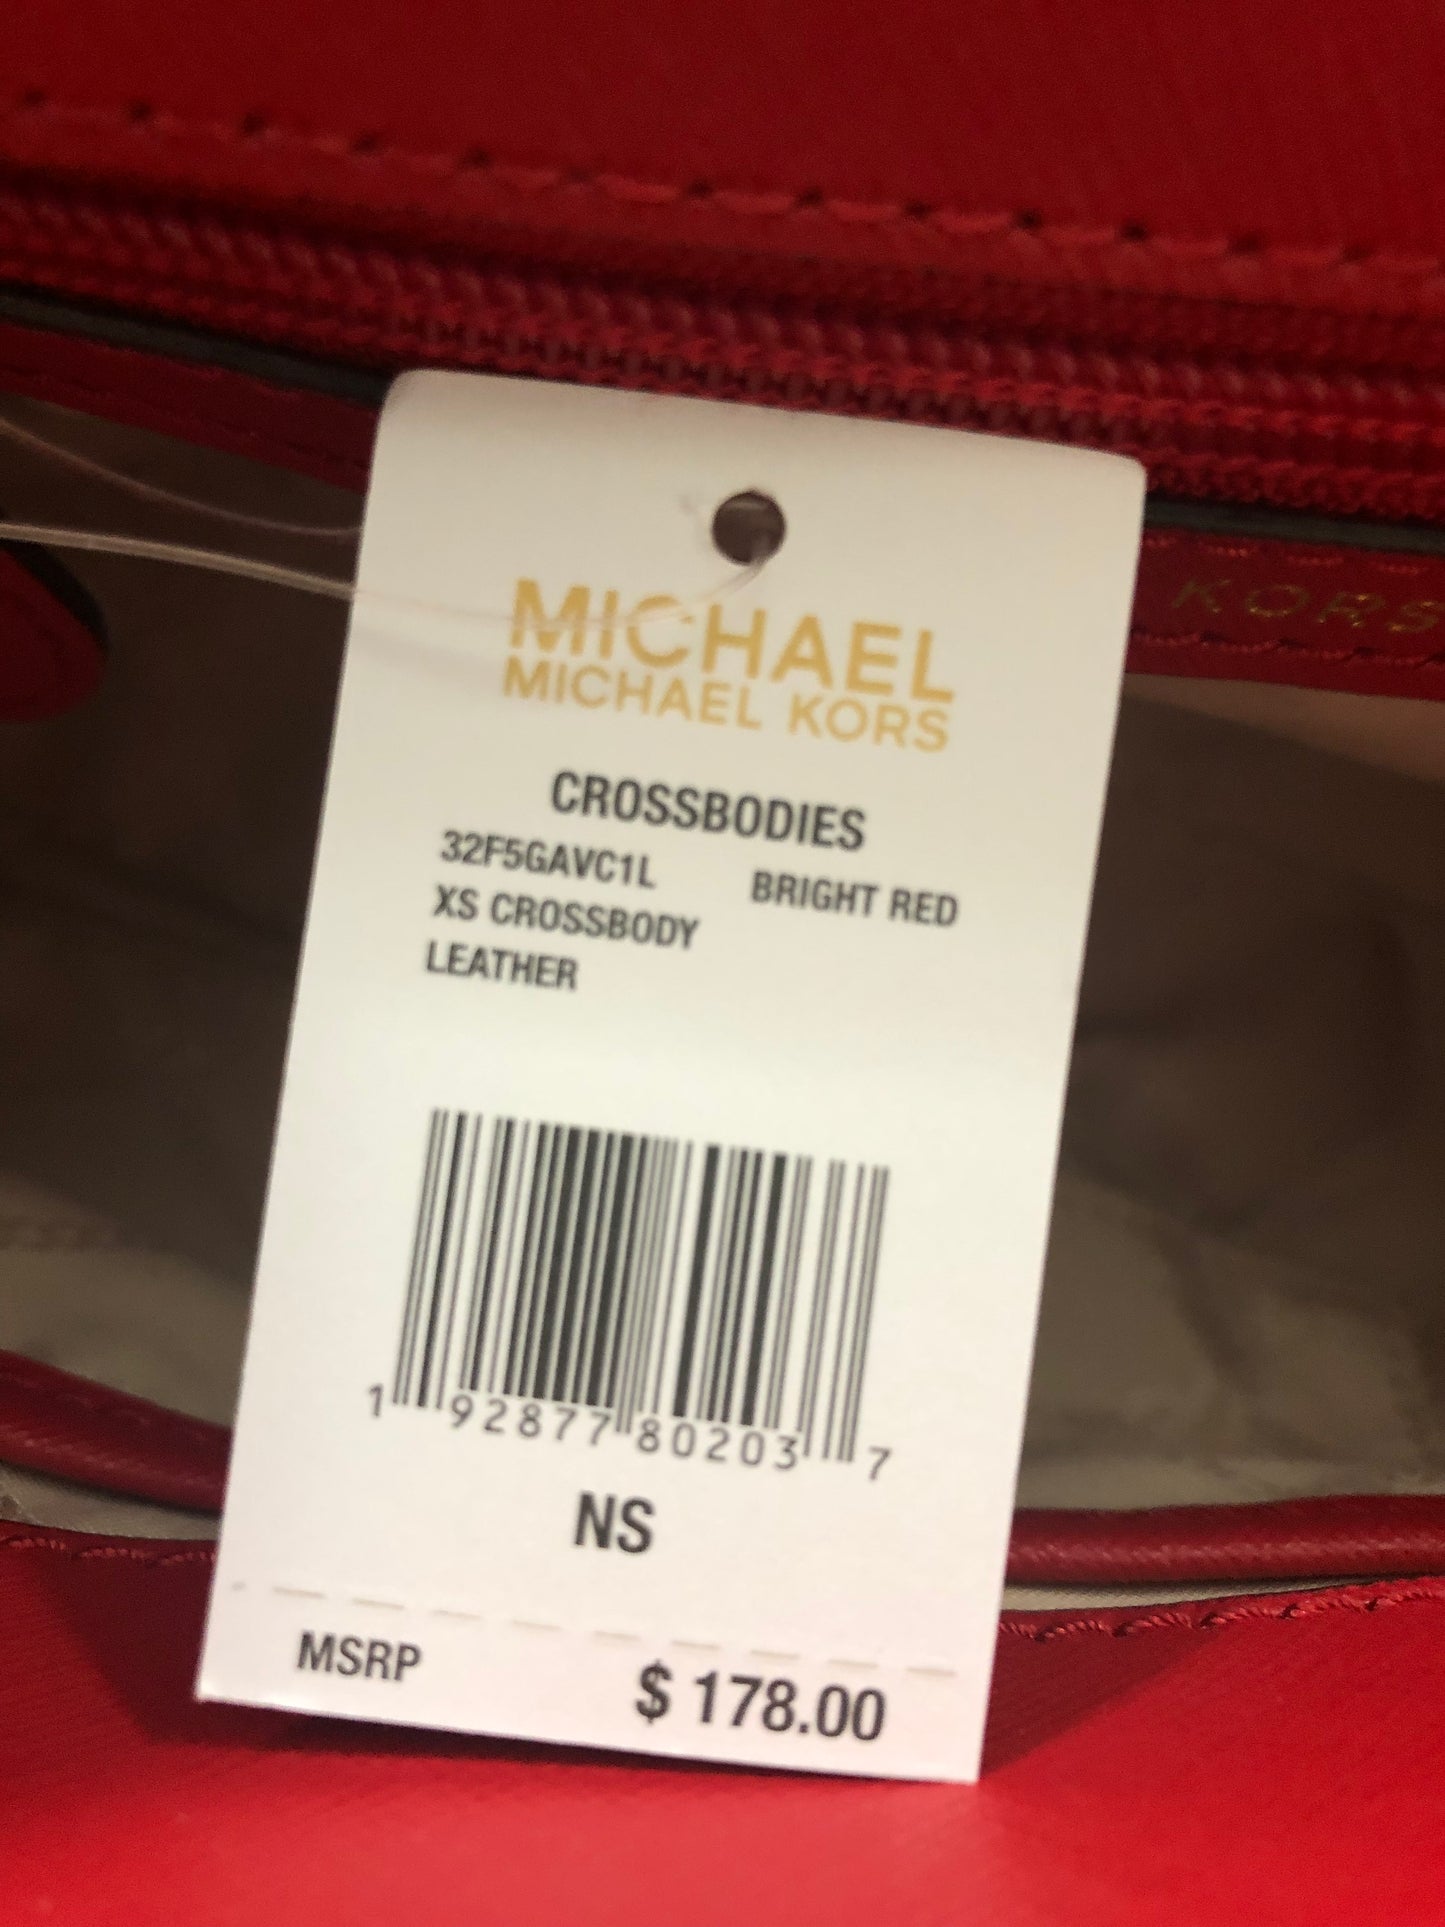 MICHAEL
MICHAEL KORS
KORS
CROSSBODIES
32F5GAVC1L BRIGHT RED
XS CROSSBODY
LEATHER
1 92877 80203 7
NS
MSRP $ 178.00